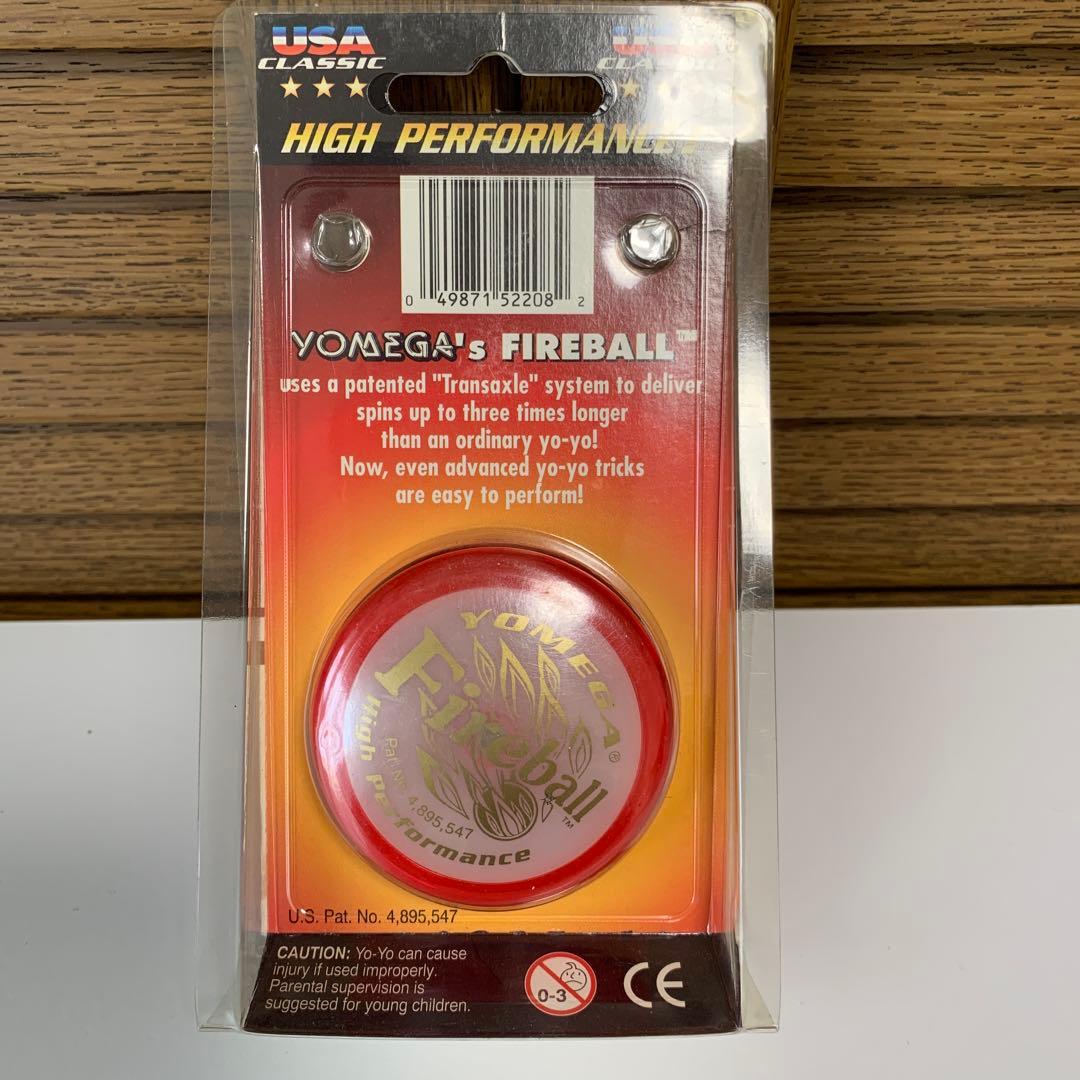 USA
CLASSIC
USA
CLASSIC
HIGH PERFORMANCE!
0 49871 52208 2
YOMEGA's FIREBALL™
uses a patented "Transaxle" system to deliver
spins up to three times longer
than an ordinary yo-yo!
Now, even advanced yo-yo tricks
are easy to perform!
YOMEGA®
Fireball™
Pat. No. 4,895,547
High Performance
U.S. Pat. No. 4,895,547
CAUTION: Yo-Yo can cause
injury if used improperly.
Parental supervision is
suggested for young children.
0-3
CE